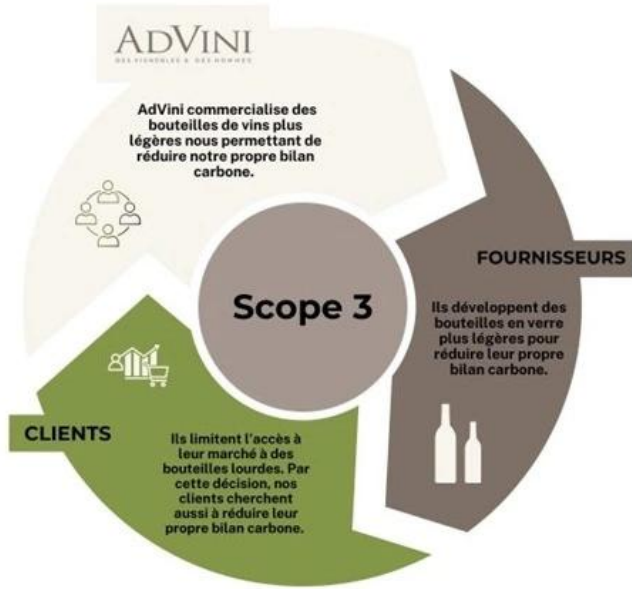 ADVINI
DES VIGNOBLES & DES HOMMES
AdVini commercialise des
bouteilles de vins plus
légères nous permettant de
réduire notre propre bilan
carbone.
Scope 3
FOURNISSEURS
Ils développent des
bouteilles en verre
plus légères pour
réduire leur propre
bilan carbone.
CLIENTS
Ils limitent l'accès à
leur marché à des
bouteilles lourdes. Par
cette décision, nos
clients cherchent
aussi à réduire leur
propre bilan carbone.